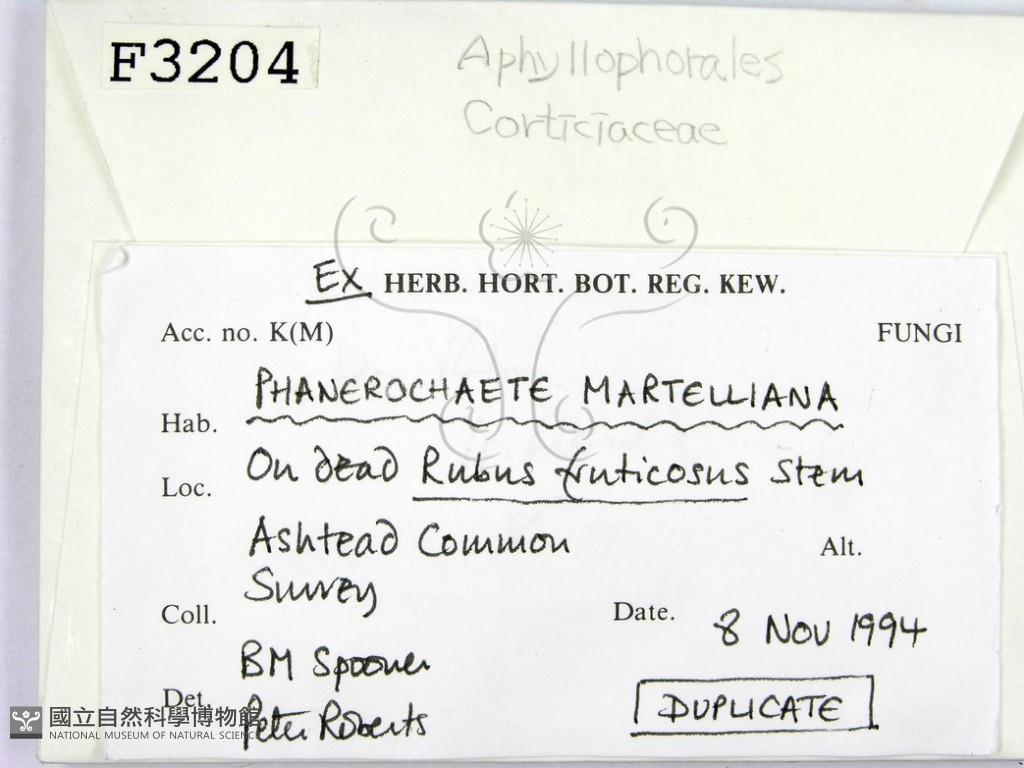 F3204
Aphyllophorales
Corticiaceae
Ex HERB. HORT. BOT. REG. KEW.
Acc. no. K(M) FUNGI
PHANEROCHAETE MARTELLIANA
Hab.
On dead Rubus fruticosus stem
Loc.
Ashtead Common
Alt.
Surrey
Coll.
Date. 8 Nov 1994
BM Spooner
Det.
Peter Roberts
DUPLICATE
國立自然科學博物館
NATIONAL MUSEUM OF NATURAL SCIENCE